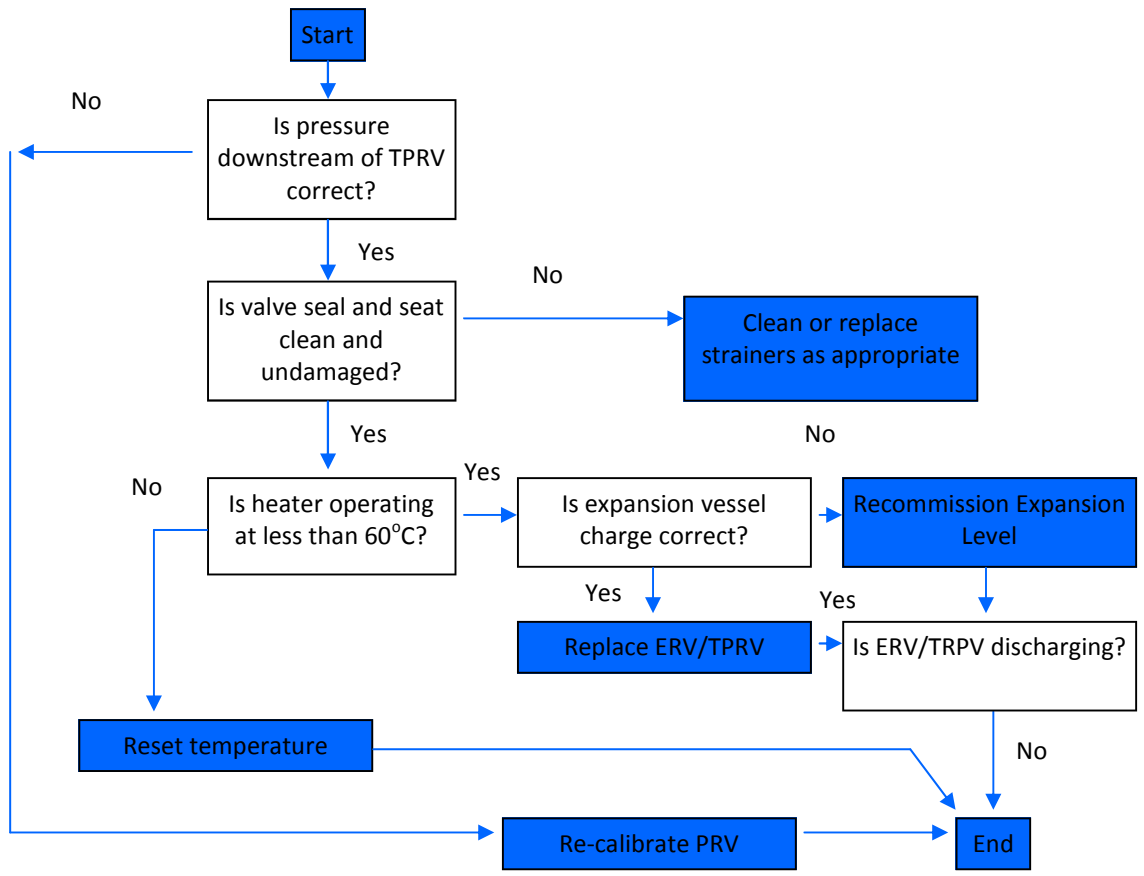 Start
No
Is pressure
downstream of TPRV
correct?
Yes
No
Is valve seal and seat
clean and
undamaged?
Clean or replace
strainers as appropriate
Yes
No
No
Yes
Is heater operating
at less than 60°C?
Is expansion vessel
charge correct?
Recommission Expansion
Level
Yes
Yes
Replace ERV/TPRV
Is ERV/TRPV discharging?
Reset temperature
No
Re-calibrate PRV
End